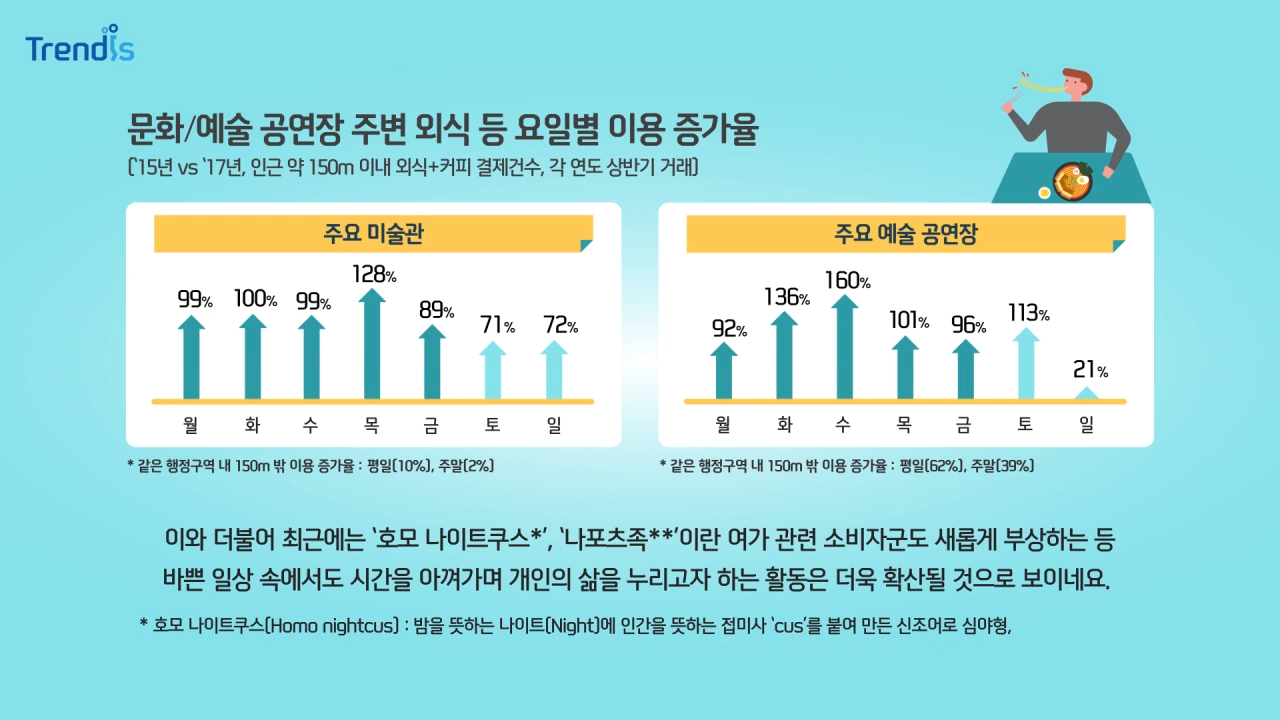 Trendis
문화/예술 공연장 주변 외식 등 요일별 이용 증가율
(‘15년 vs ‘17년, 인근 약 150m 이내 외식+커피 결제건수, 각 연도 상반기 거래)
주요 미술관
99% 100% 99% 128% 89% 71% 72%
월 화 수 목 금 토 일
* 같은 행정구역 내 150m 밖 이용 증가율 : 평일(10%), 주말(2%)
주요 예술 공연장
92% 136% 160% 101% 96% 113% 21%
월 화 수 목 금 토 일
* 같은 행정구역 내 150m 밖 이용 증가율 : 평일(62%), 주말(39%)
이와 더불어 최근에는 ‘호모 나이트쿠스*’, ‘나포츠족**’이란 여가 관련 소비자군도 새롭게 부상하는 등
바쁜 일상 속에서도 시간을 아껴가며 개인의 삶을 누리고자 하는 활동은 더욱 확산될 것으로 보이네요.
* 호모 나이트쿠스(Homo nightcus) : 밤을 뜻하는 나이트(Night)에 인간을 뜻하는 접미사 ‘cus’를 붙여 만든 신조어로 심야형,